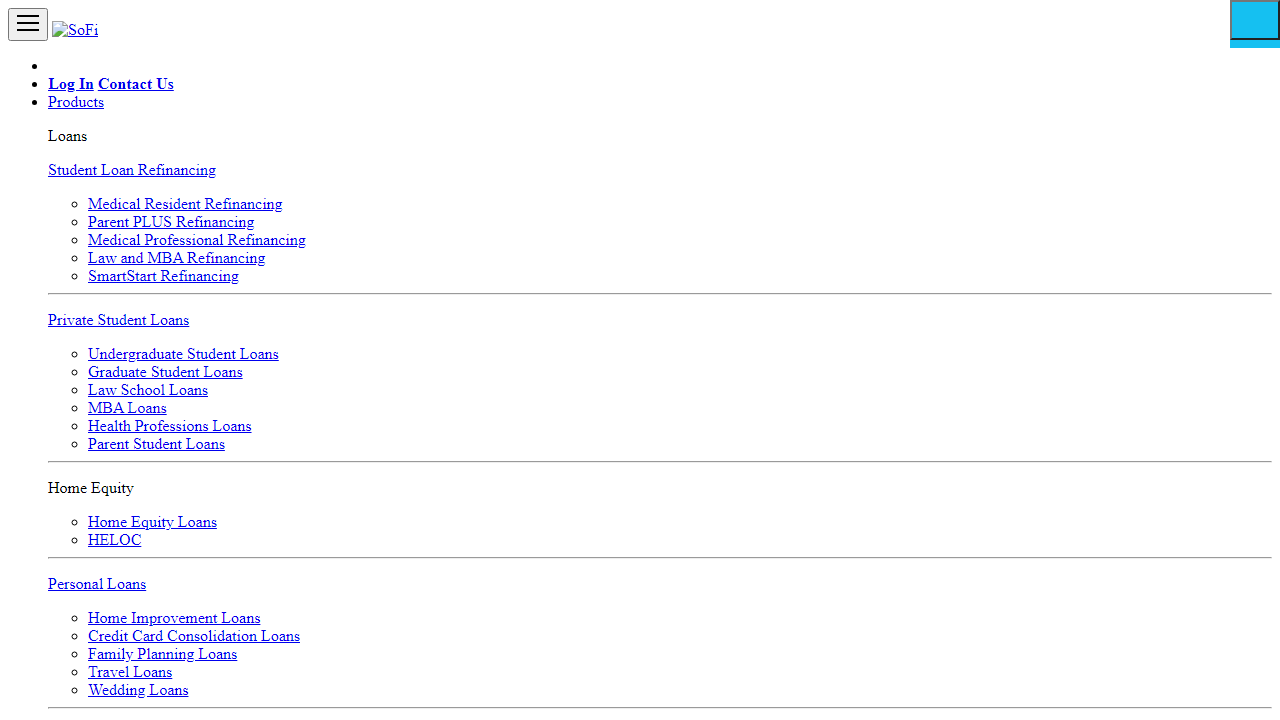 SoFi
Log In Contact Us
Products
Loans
Student Loan Refinancing
Medical Resident Refinancing
Parent PLUS Refinancing
Medical Professional Refinancing
Law and MBA Refinancing
SmartStart Refinancing
Private Student Loans
Undergraduate Student Loans
Graduate Student Loans
Law School Loans
MBA Loans
Health Professions Loans
Parent Student Loans
Home Equity
Home Equity Loans
HELOC
Personal Loans
Home Improvement Loans
Credit Card Consolidation Loans
Family Planning Loans
Travel Loans
Wedding Loans